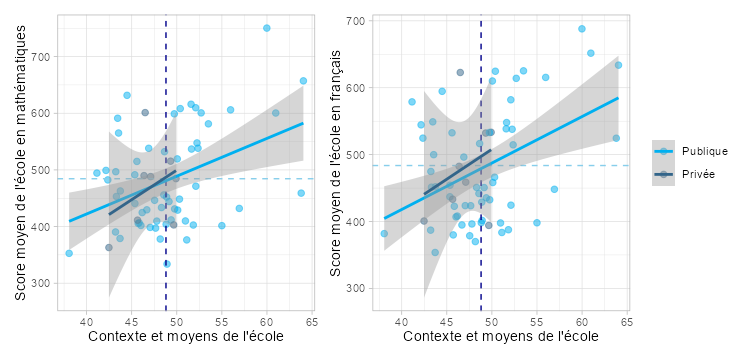 Score moyen de l'école en mathématiques
700
600
500
400
300
40 45 50 55 60 65
Contexte et moyens de l'école
Score moyen de l'école en français
700
600
500
400
300
40 45 50 55 60 65
Contexte et moyens de l'école
Publique
Privée